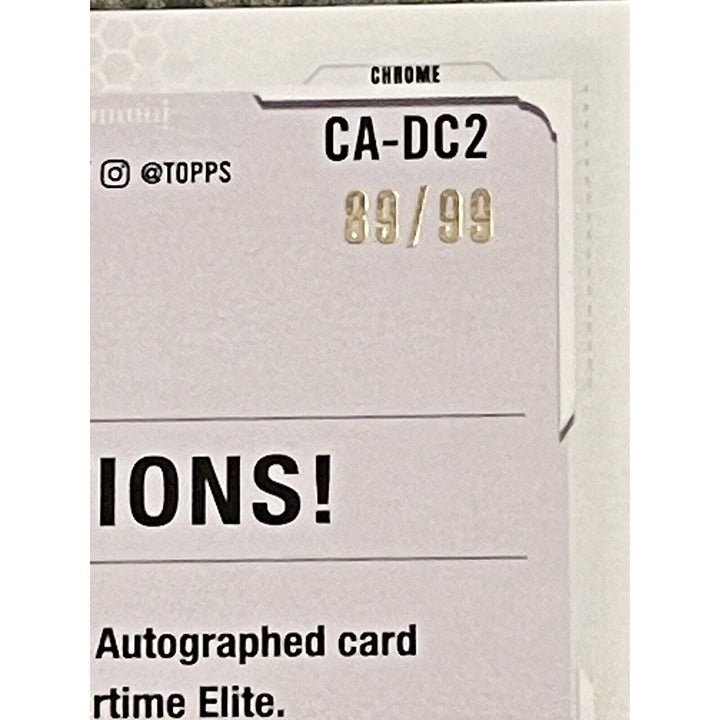 CHROME
CA-DC2
@TOPPS
89/99
IONS!
Autographed card
rtime Elite.